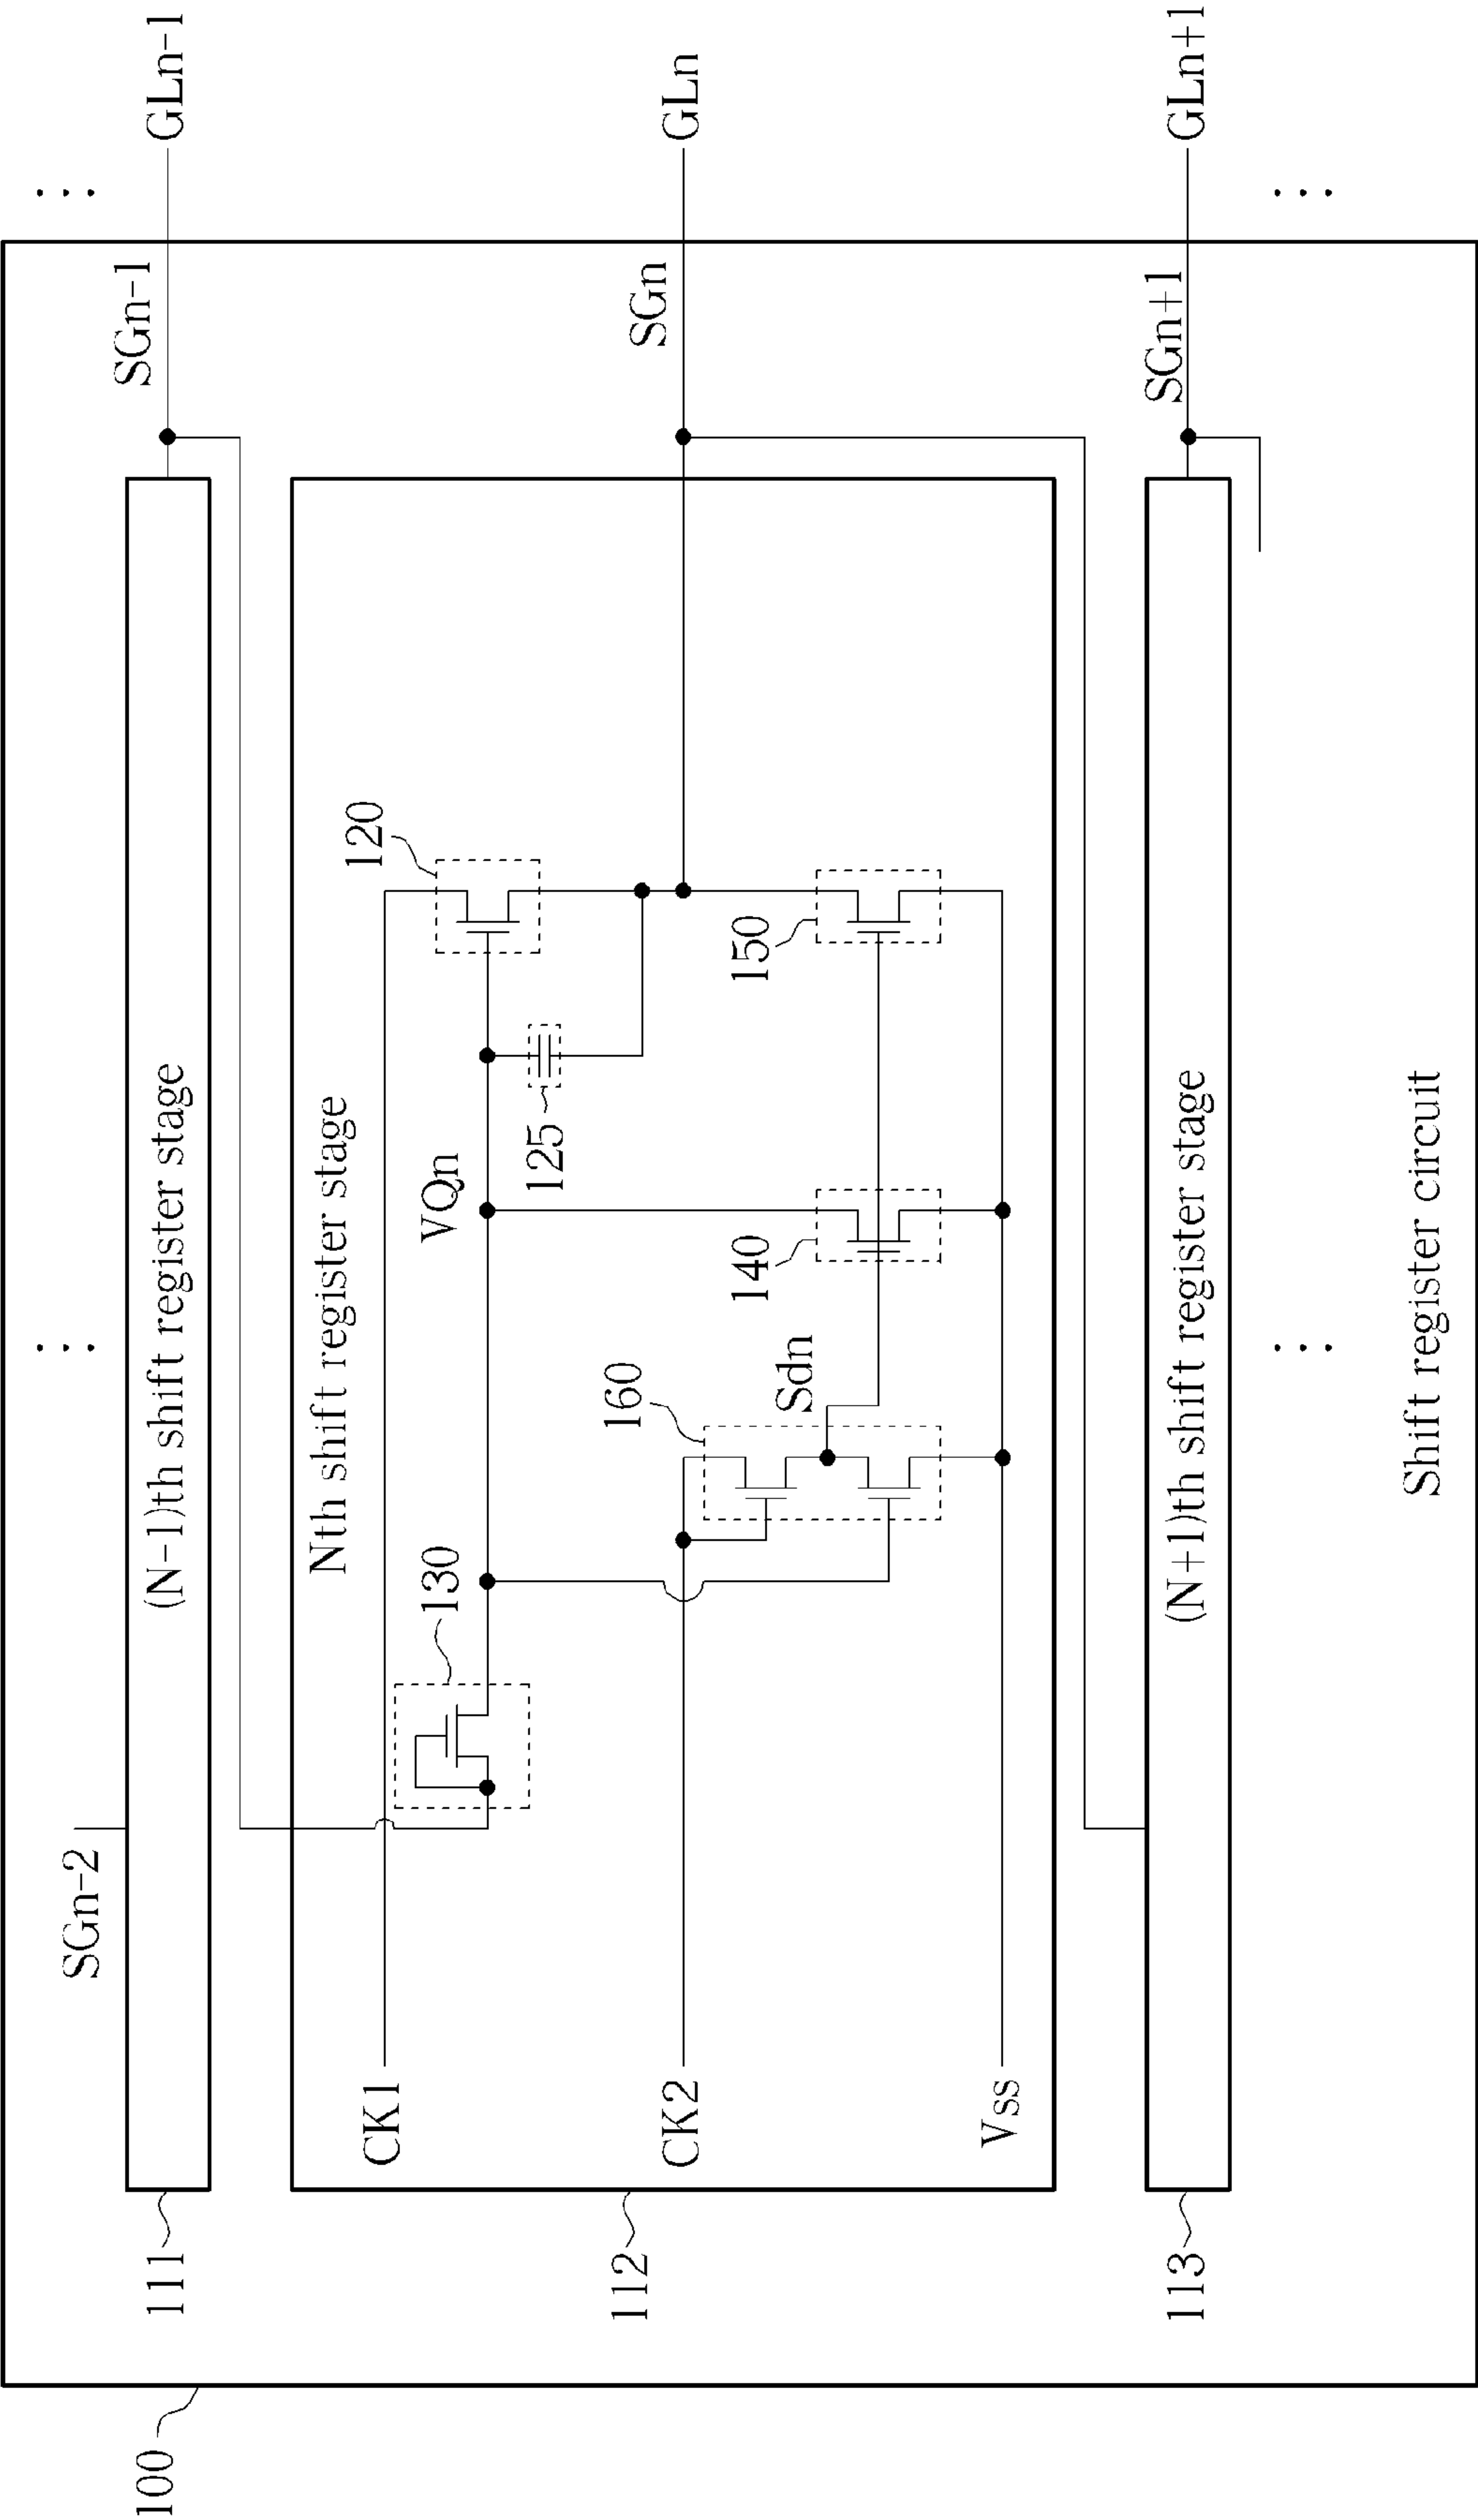 100
SGn-2
111
(N-1)th shift register stage
SGn-1
GLn-1
112
Nth shift register stage
CK1
130
VQn
120
125
CK2
160
Sdn
140
150
SGn
GLn
Vss
113
(N+1)th shift register stage
SGn+1
GLn+1
Shift register circuit